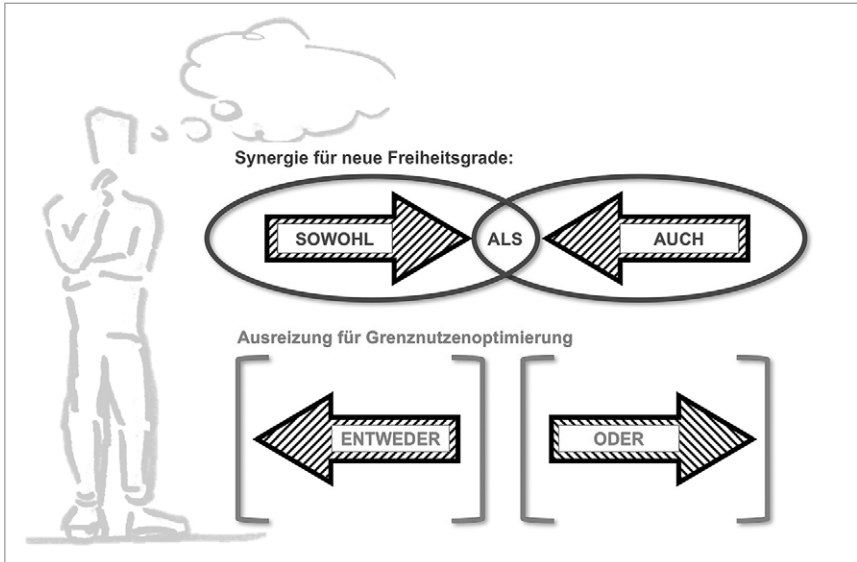 Synergie für neue Freiheitsgrade:
SOWOHL ALS AUCH
Ausreizung für Grenznutzenoptimierung
ENTWEDER ODER